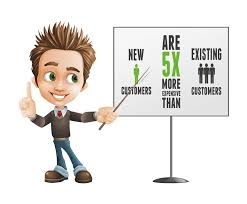 NEW
CUSTOMERS
ARE
5X
MORE
EXPENSIVE
THAN
EXISTING
CUSTOMERS